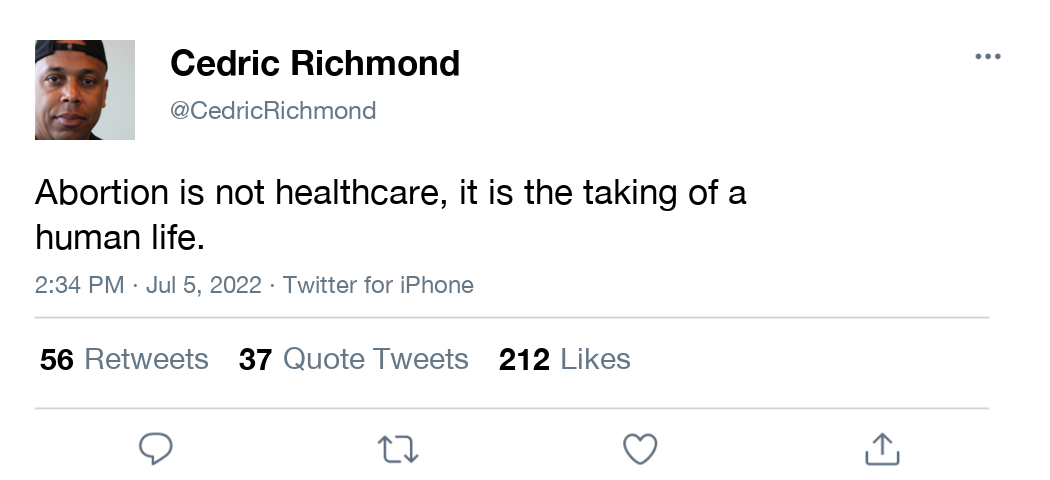 Cedric Richmond
@CedricRichmond
Abortion is not healthcare, it is the taking of a
human life.
2:34 PM · Jul 5, 2022 · Twitter for iPhone
56 Retweets 37 Quote Tweets 212 Likes